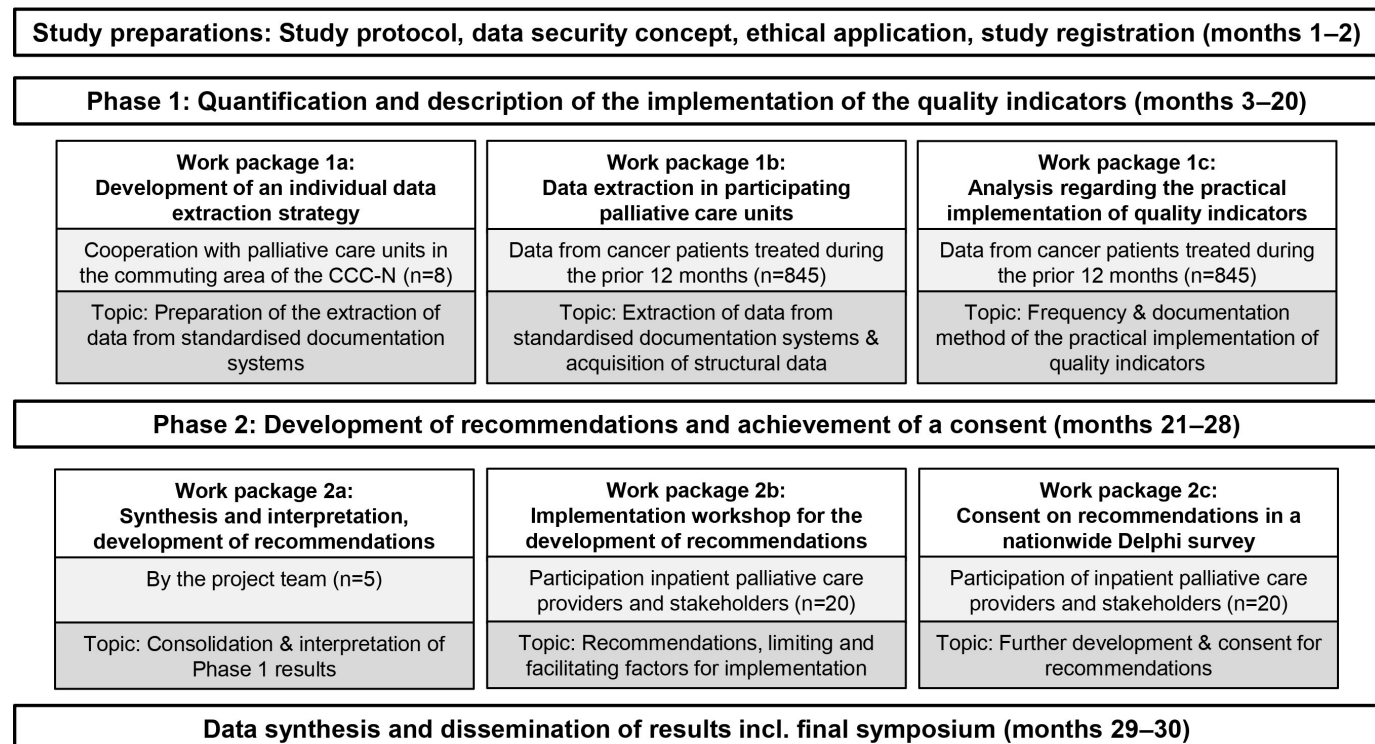 Study preparations: Study protocol, data security concept, ethical application, study registration (months 1–2)
Phase 1: Quantification and description of the implementation of the quality indicators (months 3–20)
Work package 1a:
Development of an individual data
extraction strategy
Cooperation with palliative care units in
the commuting area of the CCC-N (n=8)
Topic: Preparation of the extraction of
data from standardised documentation
systems
Work package 1b:
Data extraction in participating
palliative care units
Data from cancer patients treated during
the prior 12 months (n=845)
Topic: Extraction of data from
standardised documentation systems &
acquisition of structural data
Work package 1c:
Analysis regarding the practical
implementation of quality indicators
Data from cancer patients treated during
the prior 12 months (n=845)
Topic: Frequency & documentation
method of the practical implementation of
quality indicators
Phase 2: Development of recommendations and achievement of a consent (months 21–28)
Work package 2a:
Synthesis and interpretation,
development of recommendations
By the project team (n=5)
Topic: Consolidation & interpretation of
Phase 1 results
Work package 2b:
Implementation workshop for the
development of recommendations
Participation inpatient palliative care
providers and stakeholders (n=20)
Topic: Recommendations, limiting and
facilitating factors for implementation
Work package 2c:
Consent on recommendations in a
nationwide Delphi survey
Participation of inpatient palliative care
providers and stakeholders (n=20)
Topic: Further development & consent for
recommendations
Data synthesis and dissemination of results incl. final symposium (months 29–30)